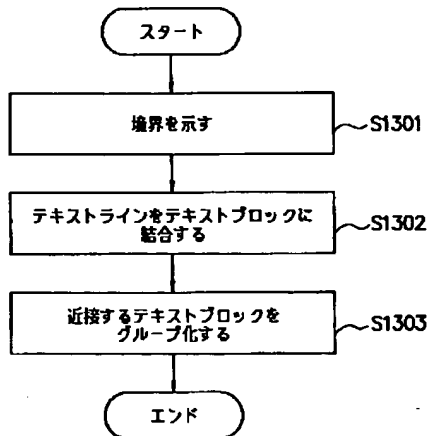 スタート
境界を示す
S1301
テキストラインをテキストブロックに
結合する
S1302
近接するテキストブロックを
グループ化する
S1303
エンド